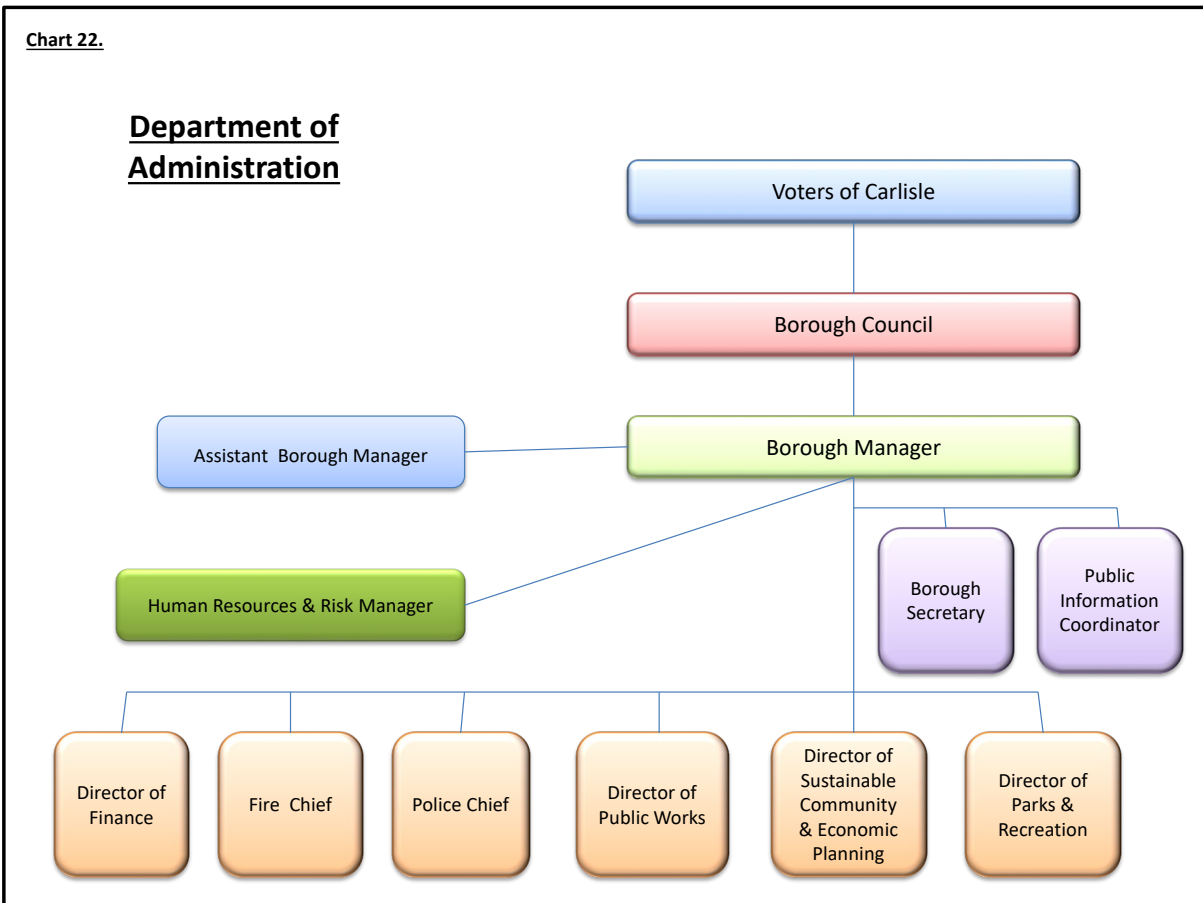 Chart 22.
Department of
Administration
Voters of Carlisle
Borough Council
Borough Manager
Assistant Borough Manager
Human Resources & Risk Manager
Borough
Secretary
Public
Information
Coordinator
Director of
Finance
Fire Chief
Police Chief
Director of
Public Works
Director of
Sustainable
Community
& Economic
Planning
Director of
Parks &
Recreation